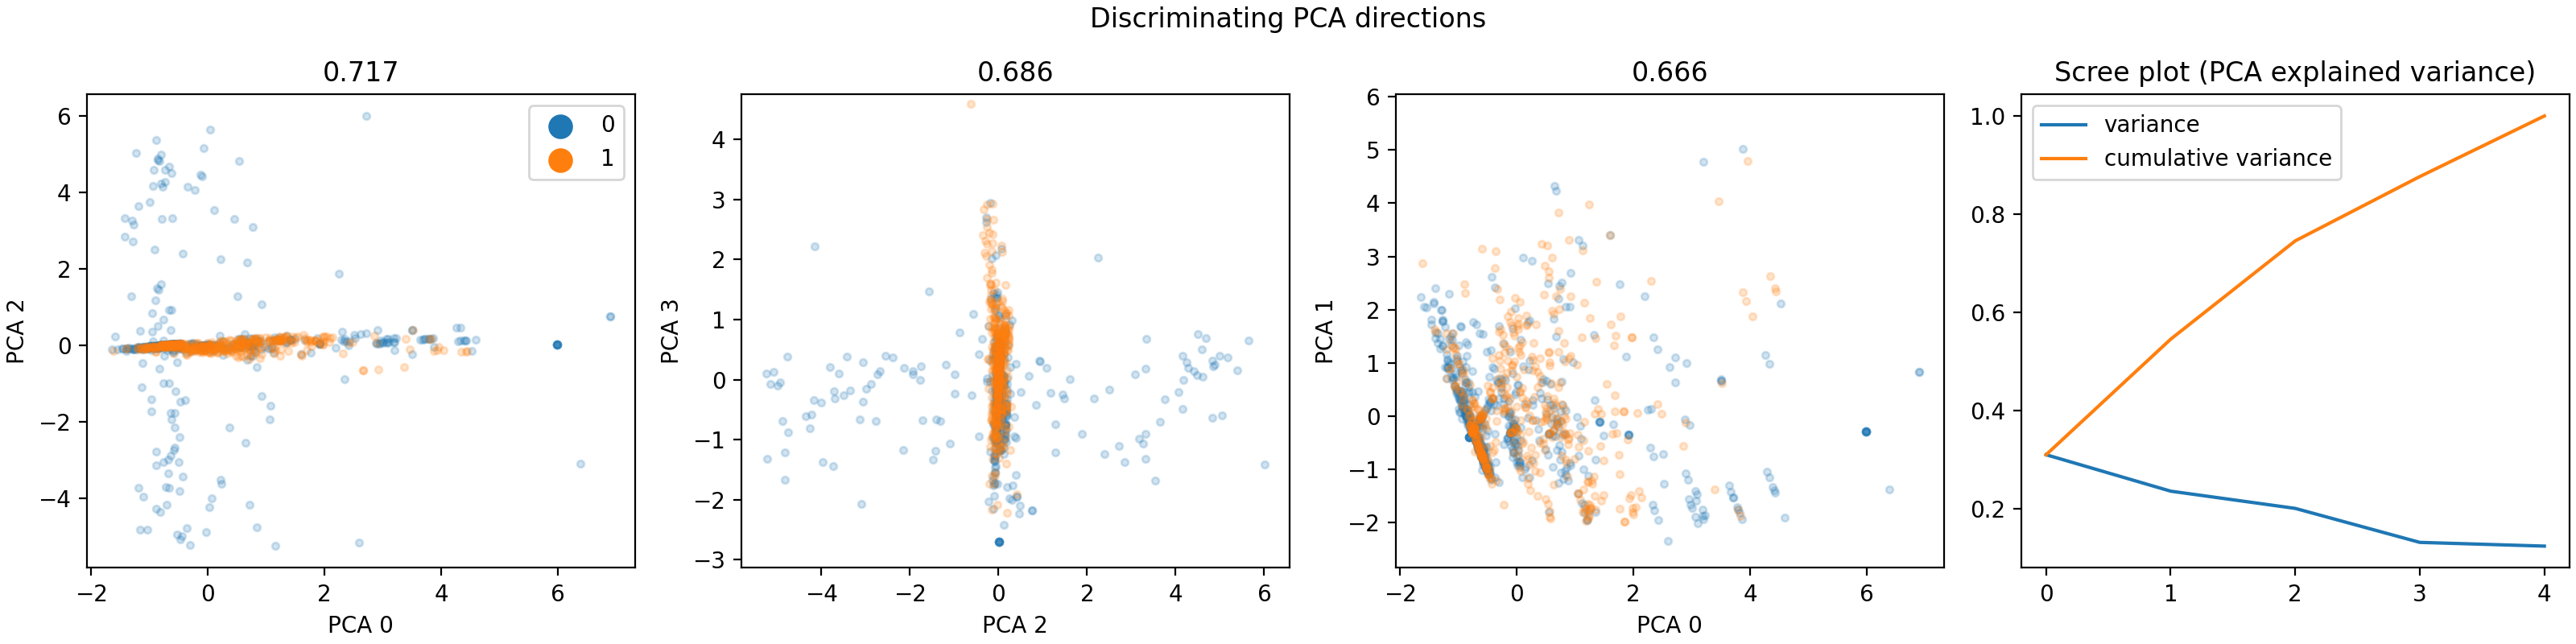 Discriminating PCA directions
0.717
6
4
2
0
−2
−4
PCA 2
−2 0 2 4 6
PCA 0
0
1
0.686
4
3
2
1
0
−1
−2
−3
PCA 3
−4 −2 0 2 4 6
PCA 2
0.666
6
5
4
3
2
1
0
−1
−2
PCA 1
−2 0 2 4 6
PCA 0
Scree plot (PCA explained variance)
variance
cumulative variance
1.0
0.8
0.6
0.4
0.2
0 1 2 3 4